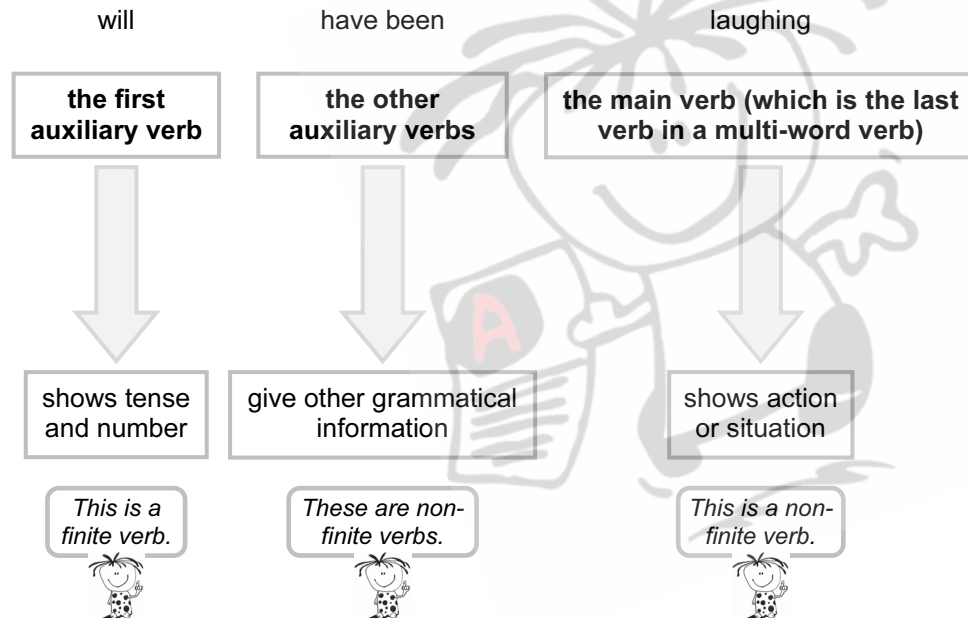 will
have been
laughing
the first
auxiliary verb
the other
auxiliary verbs
the main verb (which is the last
verb in a multi-word verb)
A
shows tense
and number
give other grammatical
information
shows action
or situation
This is a
finite verb.
These are non-
finite verbs.
This is a non-
finite verb.